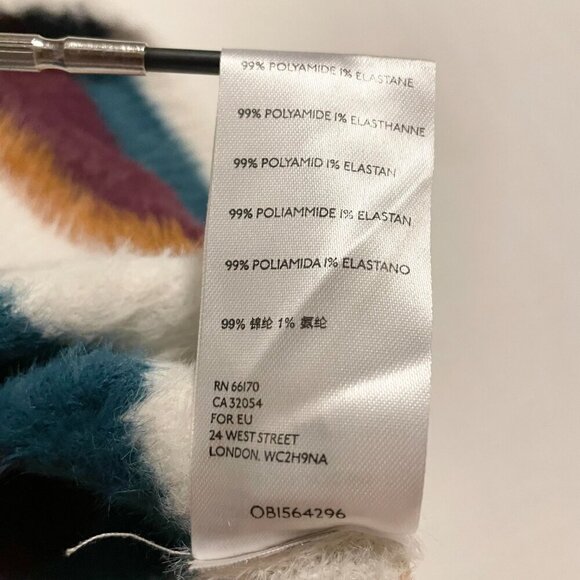 99% POLYAMIDE 1% ELASTANE
99% POLYAMIDE 1% ELASTHANNE
99% POLYAMID 1% ELASTAN
99% POLIAMMIDE 1% ELASTAN
99% POLIAMIDA 1% ELASTANO
99% 锦纶 1% 氨纶
RN 66170
CA 32054
FOR EU
24 WEST STREET
LONDON, WC2H9NA
OB1564296